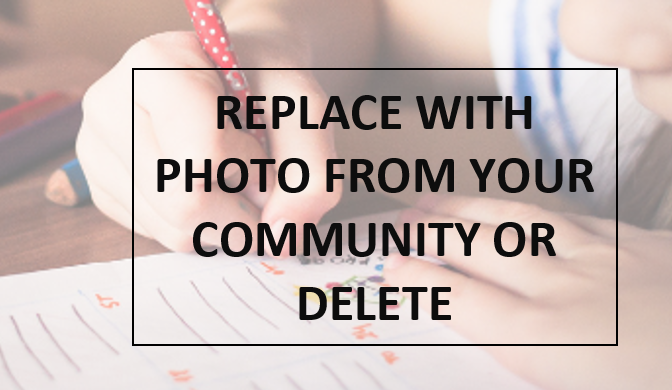 REPLACE WITH
PHOTO FROM YOUR
COMMUNITY OR
DELETE